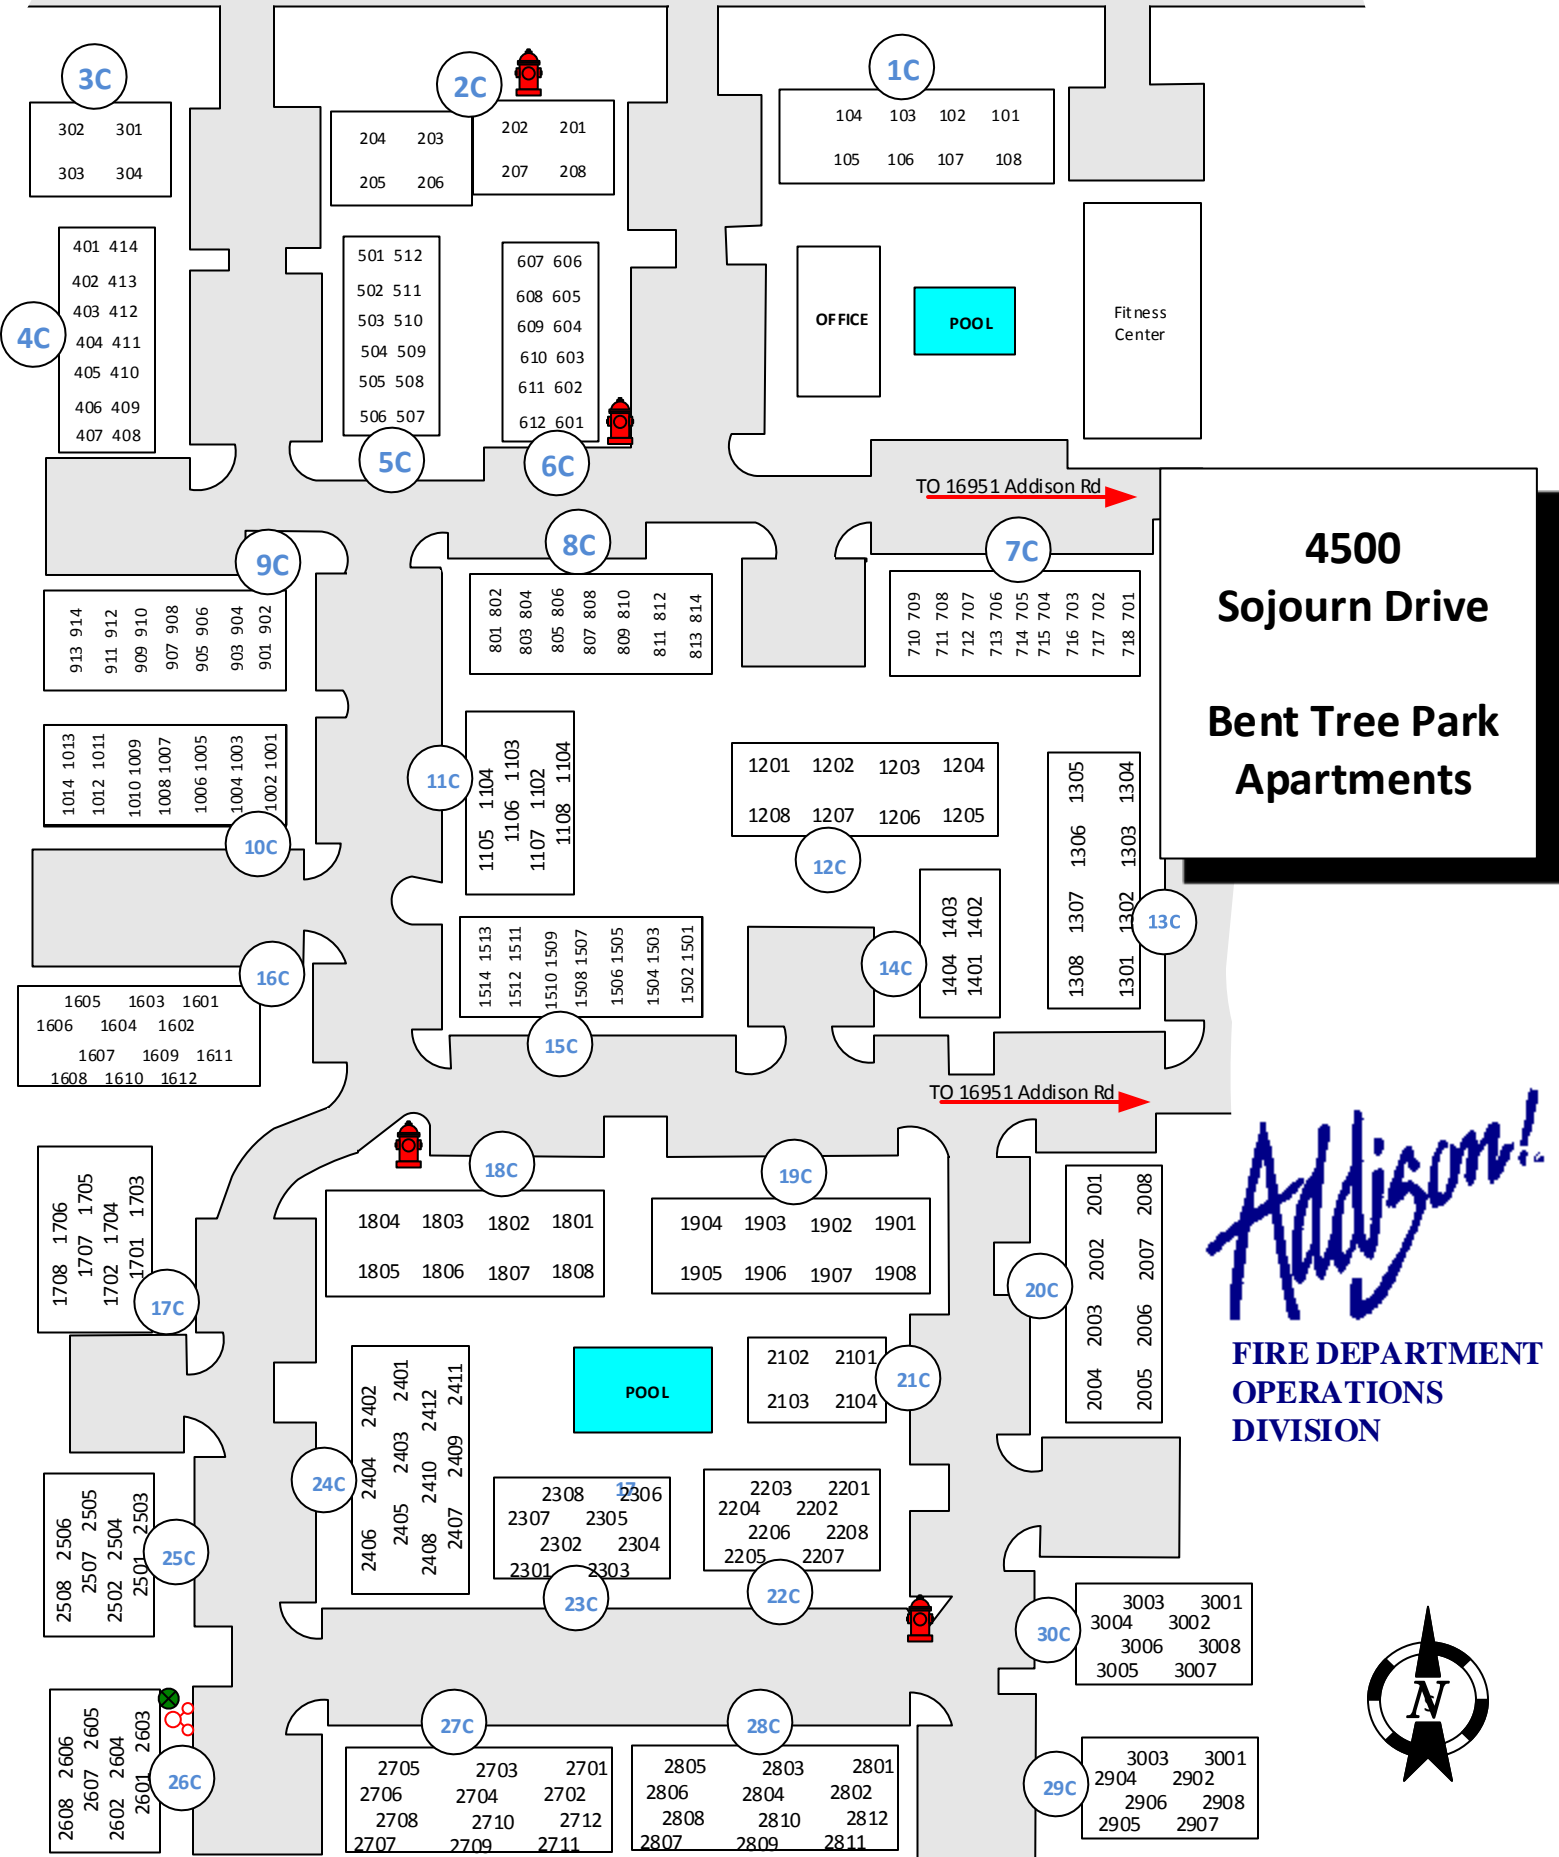 3C
2C
1C
302 301
303 304
204 203
205 206
202 201
207 208
104 103 102 101
105 106 107 108
4C
401 414
402 413
403 412
404 411
405 410
406 409
407 408
501 512
502 511
503 510
504 509
505 508
506 507
5C
607 606
608 605
609 604
610 603
611 602
612 601
6C
OFFICE
POOL
Fitness
Center
TO 16951 Addison Rd
4500
Sojourn Drive
Bent Tree Park
Apartments
9C
8C
7C
914 912 910 908 906 904 902
913 911 909 907 905 903 901
802 804 806 808 810 812 814
801 803 805 807 809 811 813
709 708 707 706 705 704 703 702 701
710 711 712 713 714 715 716 717 718
1013 1011 1009 1007 1005 1003 1001
1014 1012 1010 1008 1006 1004 1002
10C
11C
1104 1103 1102 1104
1105 1106 1107 1108
1201 1202 1203 1204
1208 1207 1206 1205
12C
1305 1304
1306 1303
1307 1302
1308 1301
13C
14C
1403 1402
1404 1401
16C
1605 1603 1601
1606 1604 1602
1607 1609 1611
1608 1610 1612
1513 1511 1509 1507 1505 1503 1501
1514 1512 1510 1508 1506 1504 1502
15C
TO 16951 Addison Rd
Addison!
FIRE DEPARTMENT
OPERATIONS
DIVISION
1706 1705 1704 1703
1708 1707 1702 1701
17C
18C
1804 1803 1802 1801
1805 1806 1807 1808
19C
1904 1903 1902 1901
1905 1906 1907 1908
20C
2001 2008
2002 2007
2003 2006
2004 2005
2102 2101
2103 2104
21C
POOL
24C
2402 2401 2412 2411
2404 2403 2410 2409
2406 2405 2408 2407
17
2308 2306
2307 2305
2302 2304
2301 2303
23C
2203 2201
2204 2202
2206 2208
2205 2207
22C
25C
2506 2505 2504 2503
2508 2507 2502 2501
30C
3003 3001
3004 3002
3006 3008
3005 3007
N
26C
2606 2605 2604 2603
2608 2607 2602 2601
27C
2705 2703 2701
2706 2704 2702
2708 2710 2712
2707 2709 2711
28C
2805 2803 2801
2806 2804 2802
2808 2810 2812
2807 2809 2811
29C
3003 3001
2904 2902
2906 2908
2905 2907